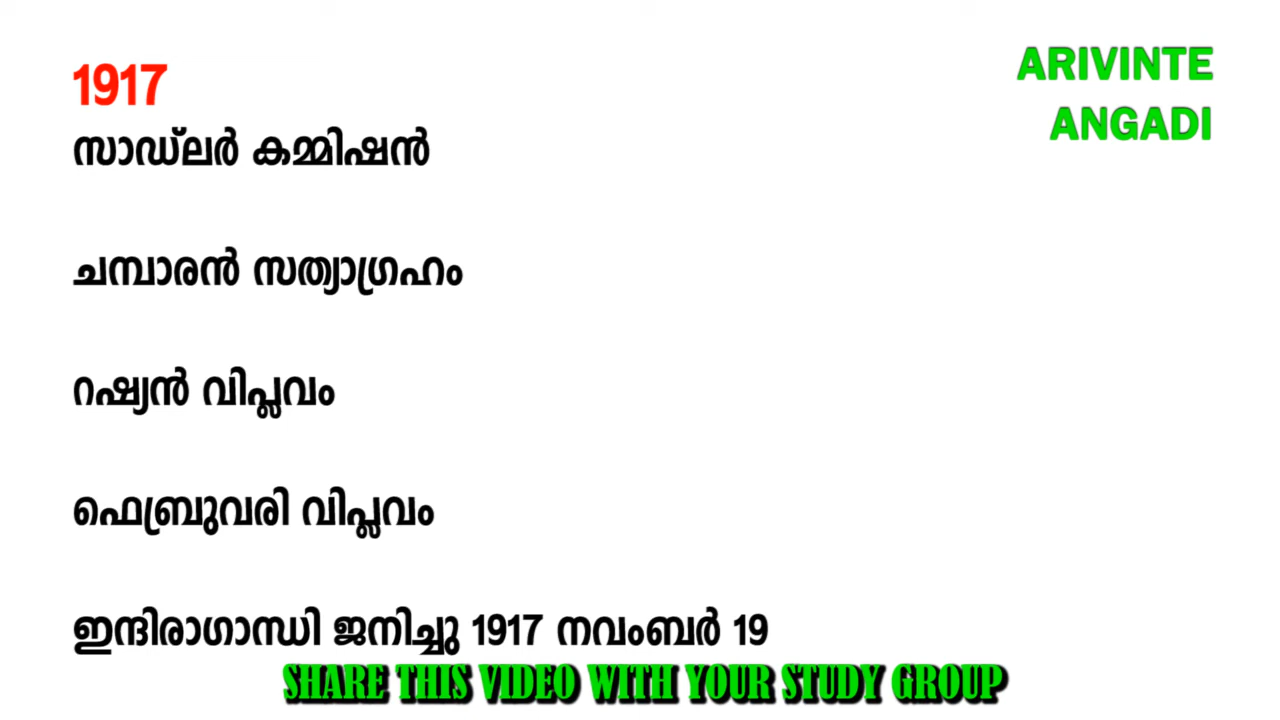 1917
സാഡ്‌ലർ കമ്മിഷൻ
ചമ്പാരൻ സത്യാഗ്രഹം
റഷ്യൻ വിപ്ലവം
ഫെബ്രുവരി വിപ്ലവം
ഇന്ദിരാഗാന്ധി ജനിച്ചു 1917 നവംബർ 19
ARIVINTE
ANGADI
SHARE THIS VIDEO WITH YOUR STUDY GROUP